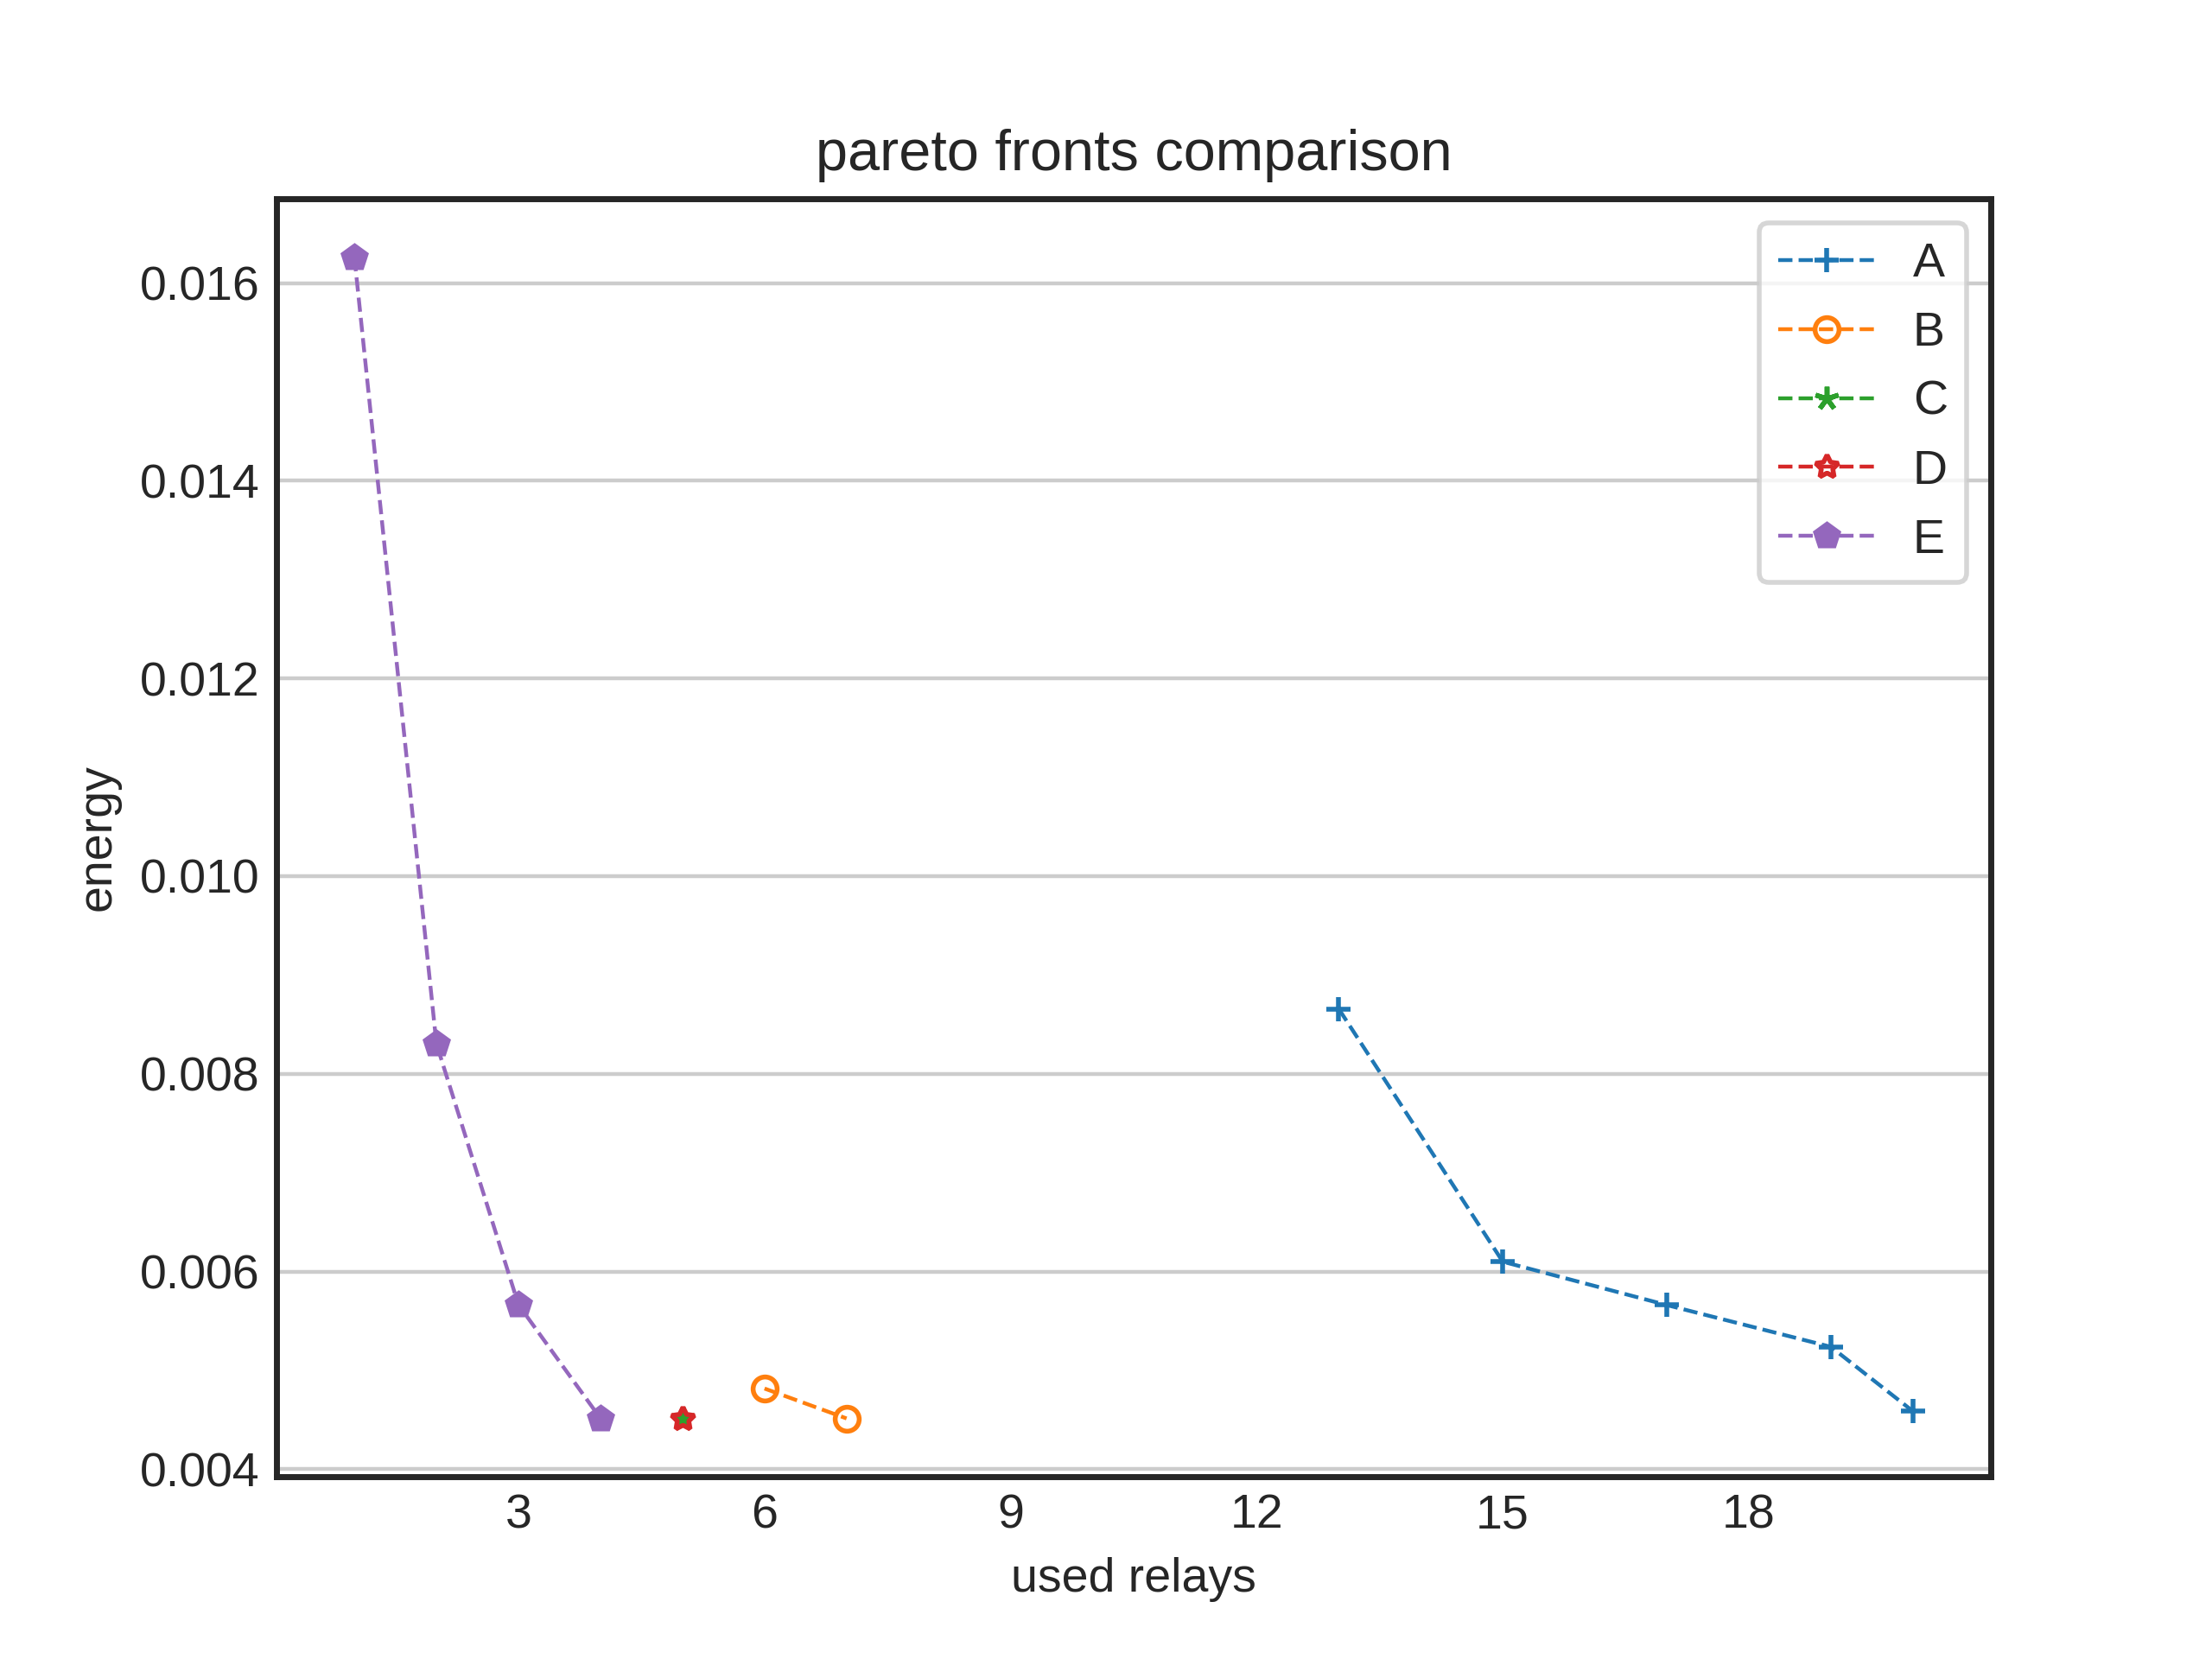 pareto fronts comparison
A
B
C
D
E
0.016
0.014
0.012
0.010
0.008
0.006
0.004
energy
3 6 9 12 15 18
used relays